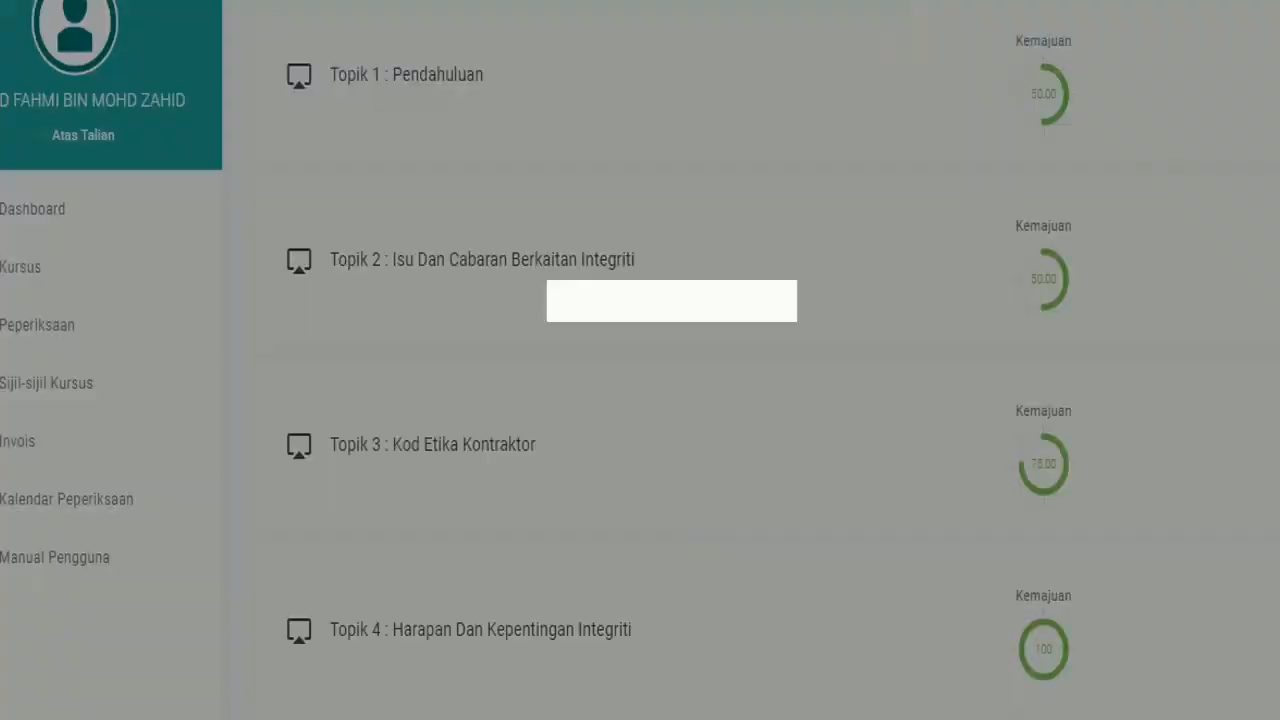 D FAHMI BIN MOHD ZAHID
Atas Talian
Dashboard
Kursus
Peperiksaan
Sijil-sijil Kursus
Invois
Kalendar Peperiksaan
Manual Pengguna
Topik 1 : Pendahuluan
Kemajuan
50.00
Topik 2 : Isu Dan Cabaran Berkaitan Integriti
Kemajuan
50.00
Topik 3 : Kod Etika Kontraktor
Kemajuan
75.00
Topik 4 : Harapan Dan Kepentingan Integriti
Kemajuan
100